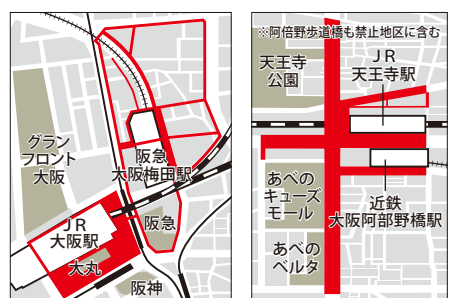 グラン
フロント
大阪
阪急
大阪梅田駅
JR
大阪駅
阪急
大丸
阪神
※阿倍野歩道橋も禁止地区に含む
天王寺
公園
JR
天王寺駅
あべの
キューズ
モール
近鉄
大阪阿部野橋駅
あべの
ベルタ